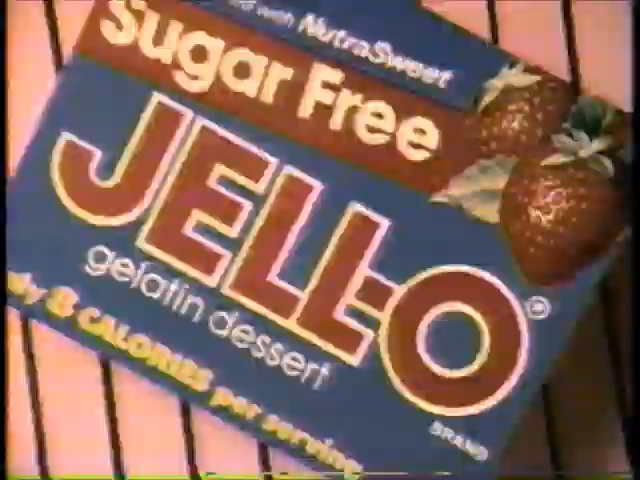 with NutraSweet
Sugar Free
JELL-O®
gelatin dessert
BRAND
8 CALORIES per serving